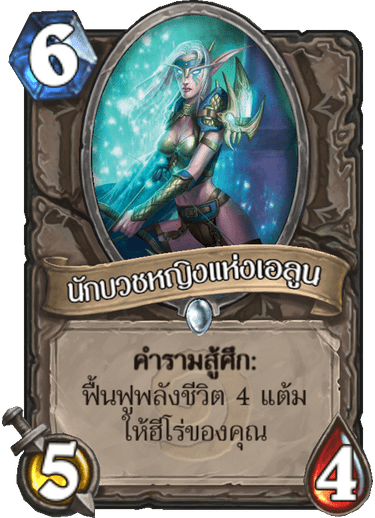 6
นักบวชหญิงแห่งเอลูน
คำรามสู้ศึก:
ฟื้นฟูพลังชีวิต 4 แต้ม
ให้ฮีโร่ของคุณ
5
4